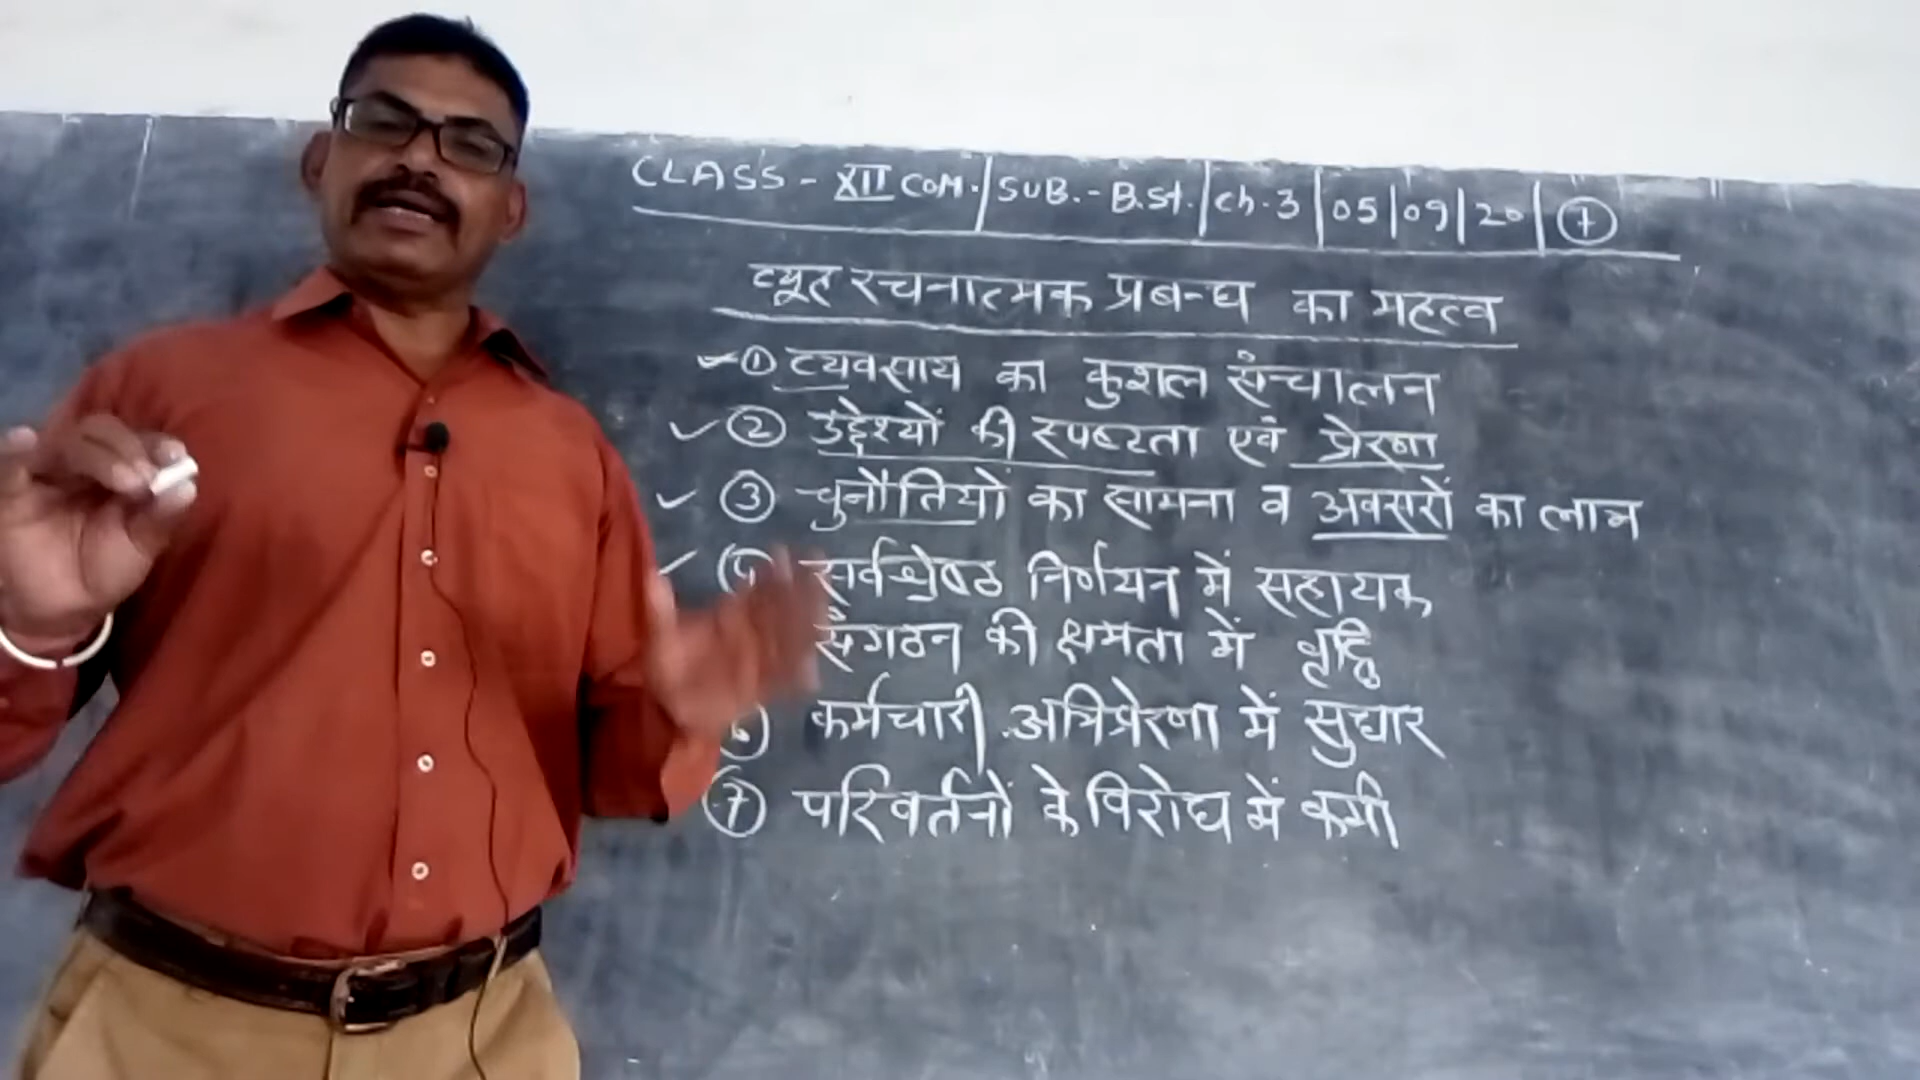 CLASS - XII COM. | SUB. - B.St. | Ch. 3 | 05 | 09 | 20 | 7
व्यूह रचनात्मक प्रबन्ध का महत्व
① व्यवसाय का कुशल संचालन
② उद्देश्यों की स्पष्टता एवं प्रेरणा
③ चुनौतियों का सामना व अवसरों का लाभ
④ सर्वश्रेष्ठ निर्णयन में सहायक
संगठन की क्षमता में वृद्धि
⑥ कर्मचारी अभिप्रेरणा में सुधार
⑦ परिवर्तनों के विरोध में कमी